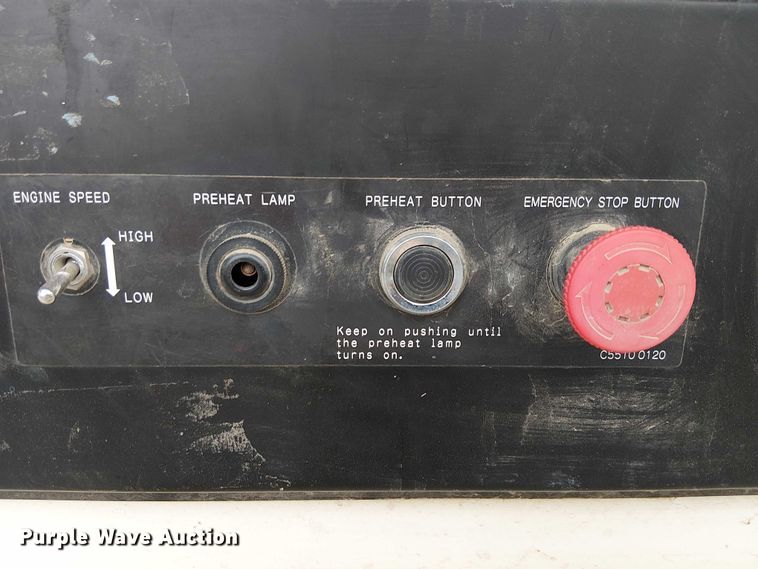 ENGINE SPEED
PREHEAT LAMP
PREHEAT BUTTON
EMERGENCY STOP BUTTON
HIGH
LOW
Keep on pushing until
the preheat lamp
turns on.
C5510 0120
Purple Wave Auction